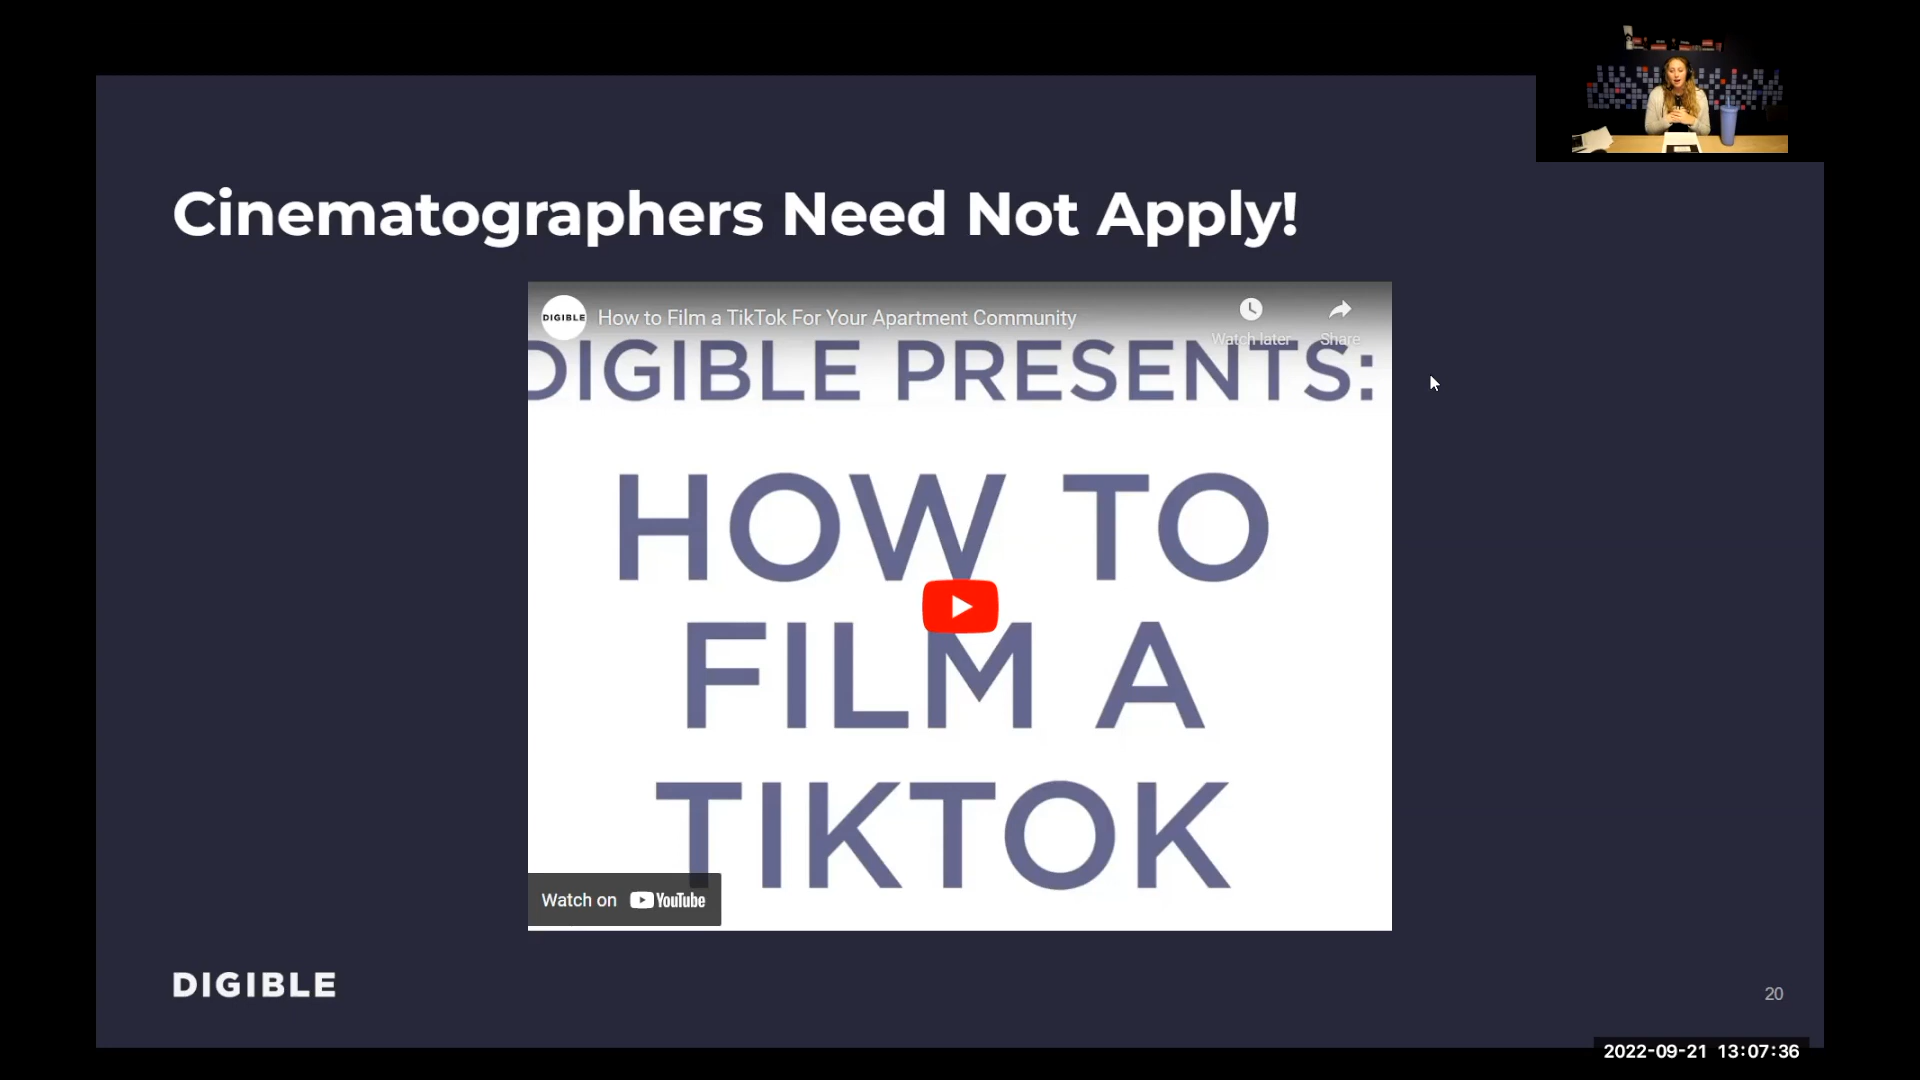 Cinematographers Need Not Apply!
DIGIBLE
How to Film a TikTok For Your Apartment Community
Watch later
Share
DIGIBLE PRESENTS:
HOW TO
FILM A
TIKTOK
Watch on YouTube
DIGIBLE
20
2022-09-21 13:07:36